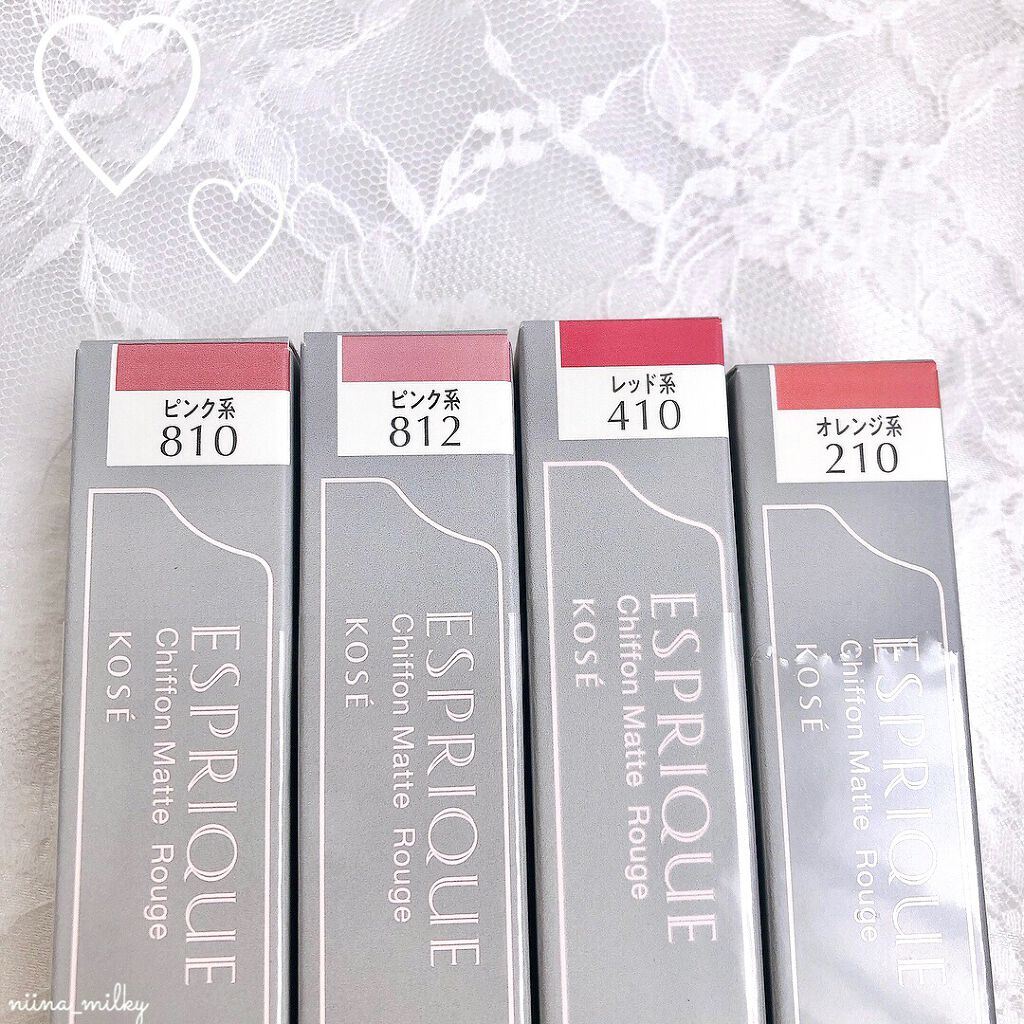 ピンク系
810
ESPRIQUE
Chiffon Matte Rouge
KOSÉ
ピンク系
812
ESPRIQUE
Chiffon Matte Rouge
KOSÉ
レッド系
410
ESPRIQUE
Chiffon Matte Rouge
KOSÉ
オレンジ系
210
ESPRIQUE
Chiffon Matte Rouge
KOSÉ
niina_milky